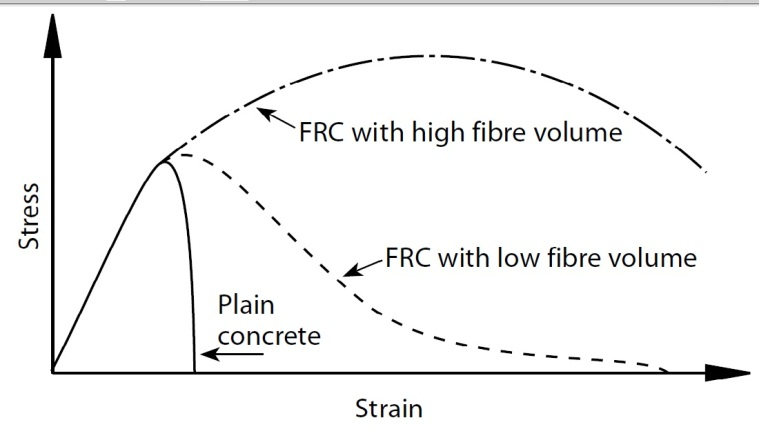 FRC with high fibre volume
Stress
FRC with low fibre volume
Plain
concrete
Strain